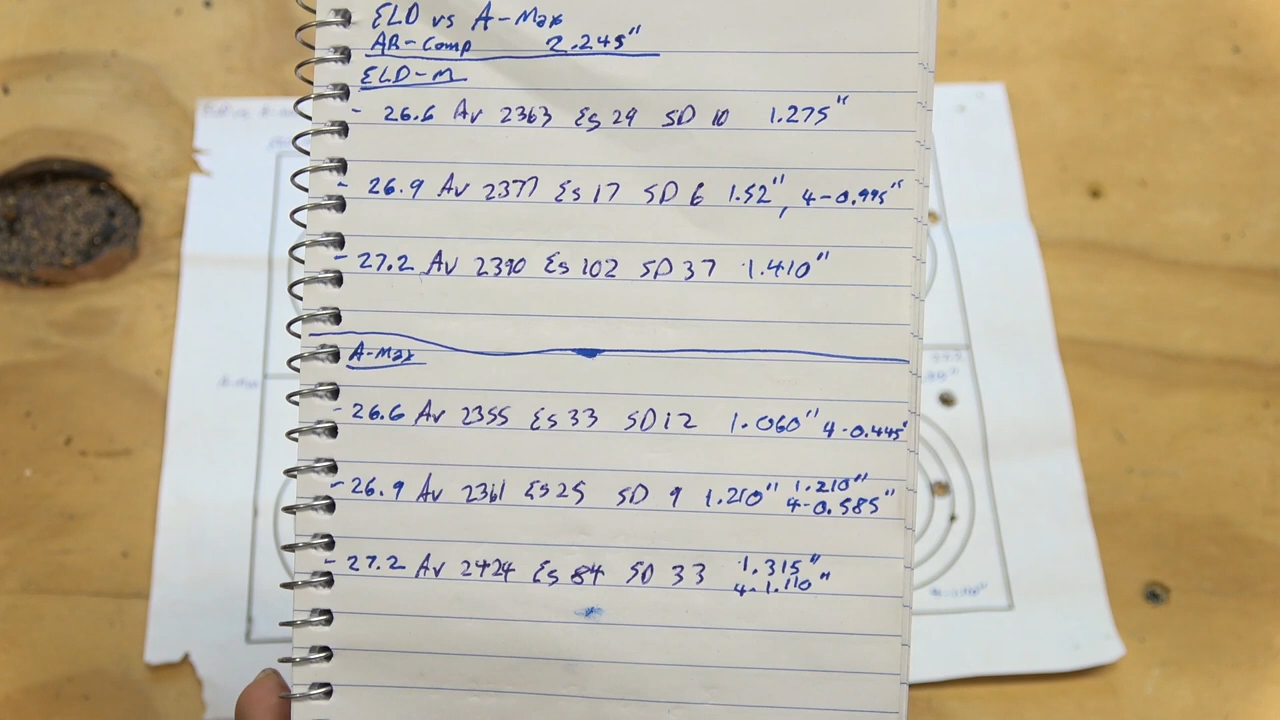 ELD vs A-Max
AR-Comp 2.245"
ELD-M
- 26.6 Av 2363 Es 29 SD 10 1.275"
- 26.9 Av 2377 Es 17 SD 6 1.52", 4-0.995"
- 27.2 Av 2390 Es 102 SD 37 1.410"
A-Max
- 26.6 Av 2355 Es 33 SD 12 1.060" 4-0.445"
- 26.9 Av 2361 Es 25 SD 9 1.210" 1.210"
4-0.585"
- 27.2 Av 2424 Es 84 SD 33 1.315"
4-1.110"